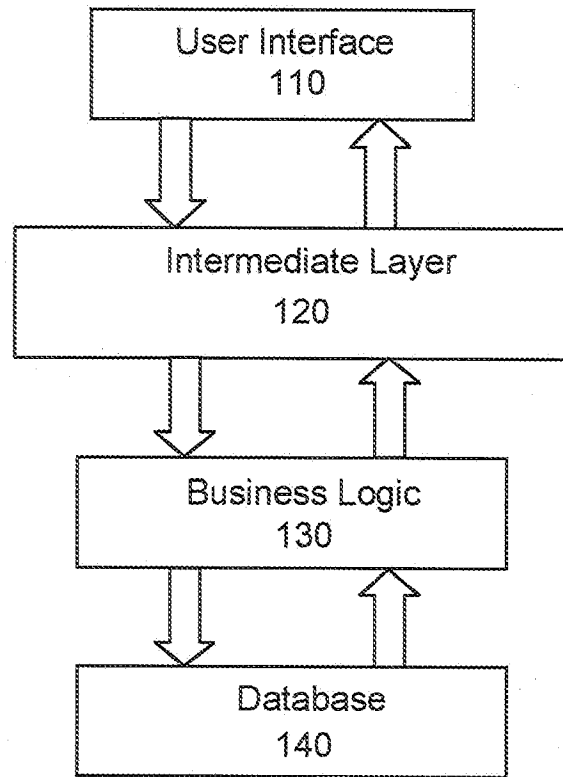 User Interface
110
Intermediate Layer
120
Business Logic
130
Database
140